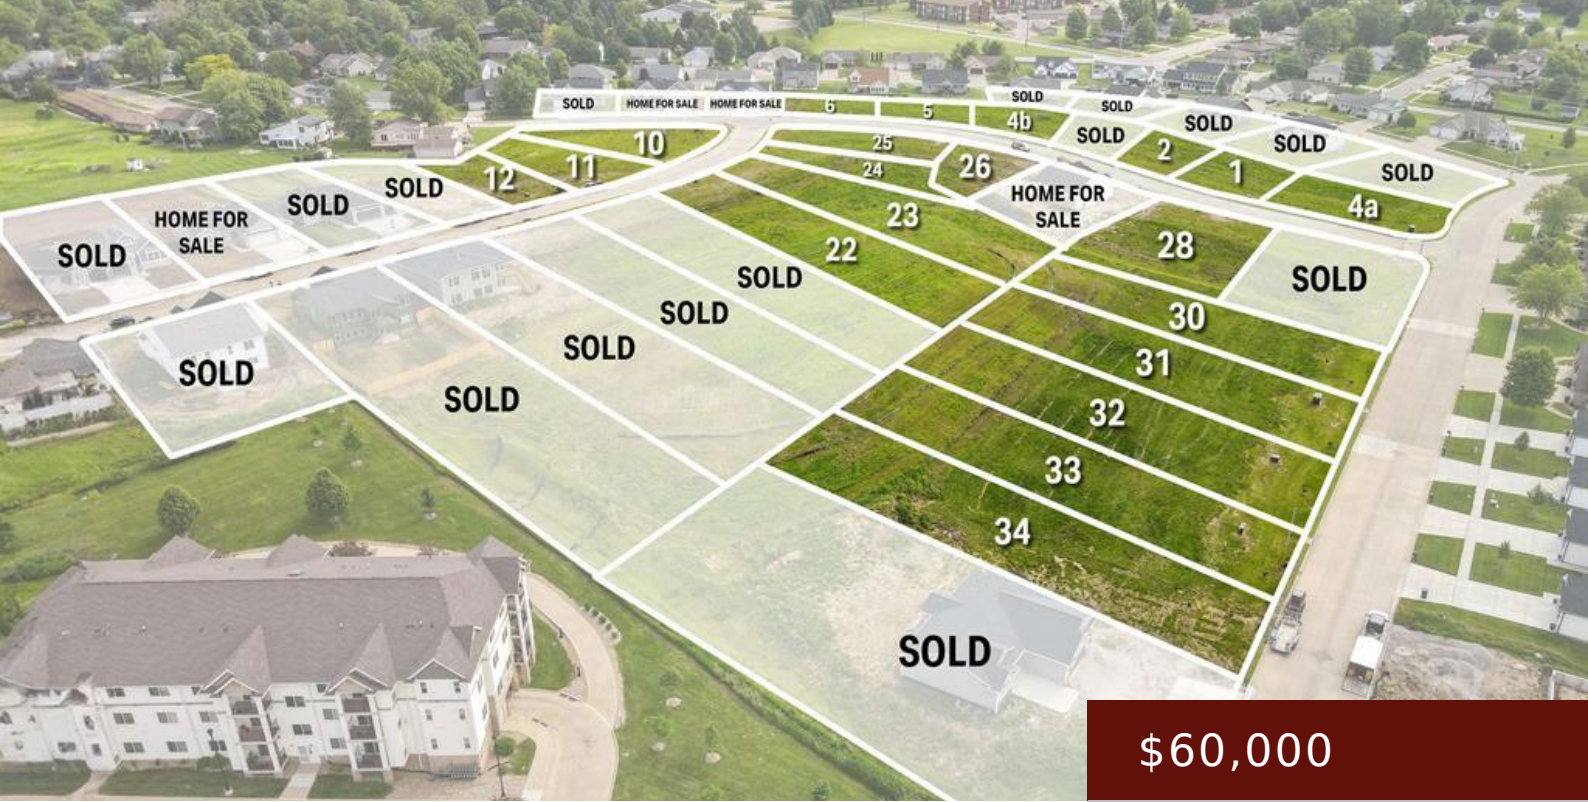 SOLD
HOME FOR SALE
HOME FOR SALE
6
5
4b
SOLD
SOLD
SOLD
SOLD
SOLD
SOLD
2
1
4a
10
11
12
25
24
26
HOME FOR
SALE
SOLD
SOLD
HOME FOR
SALE
SOLD
23
22
28
SOLD
SOLD
SOLD
SOLD
SOLD
SOLD
30
31
32
33
34
SOLD
$60,000